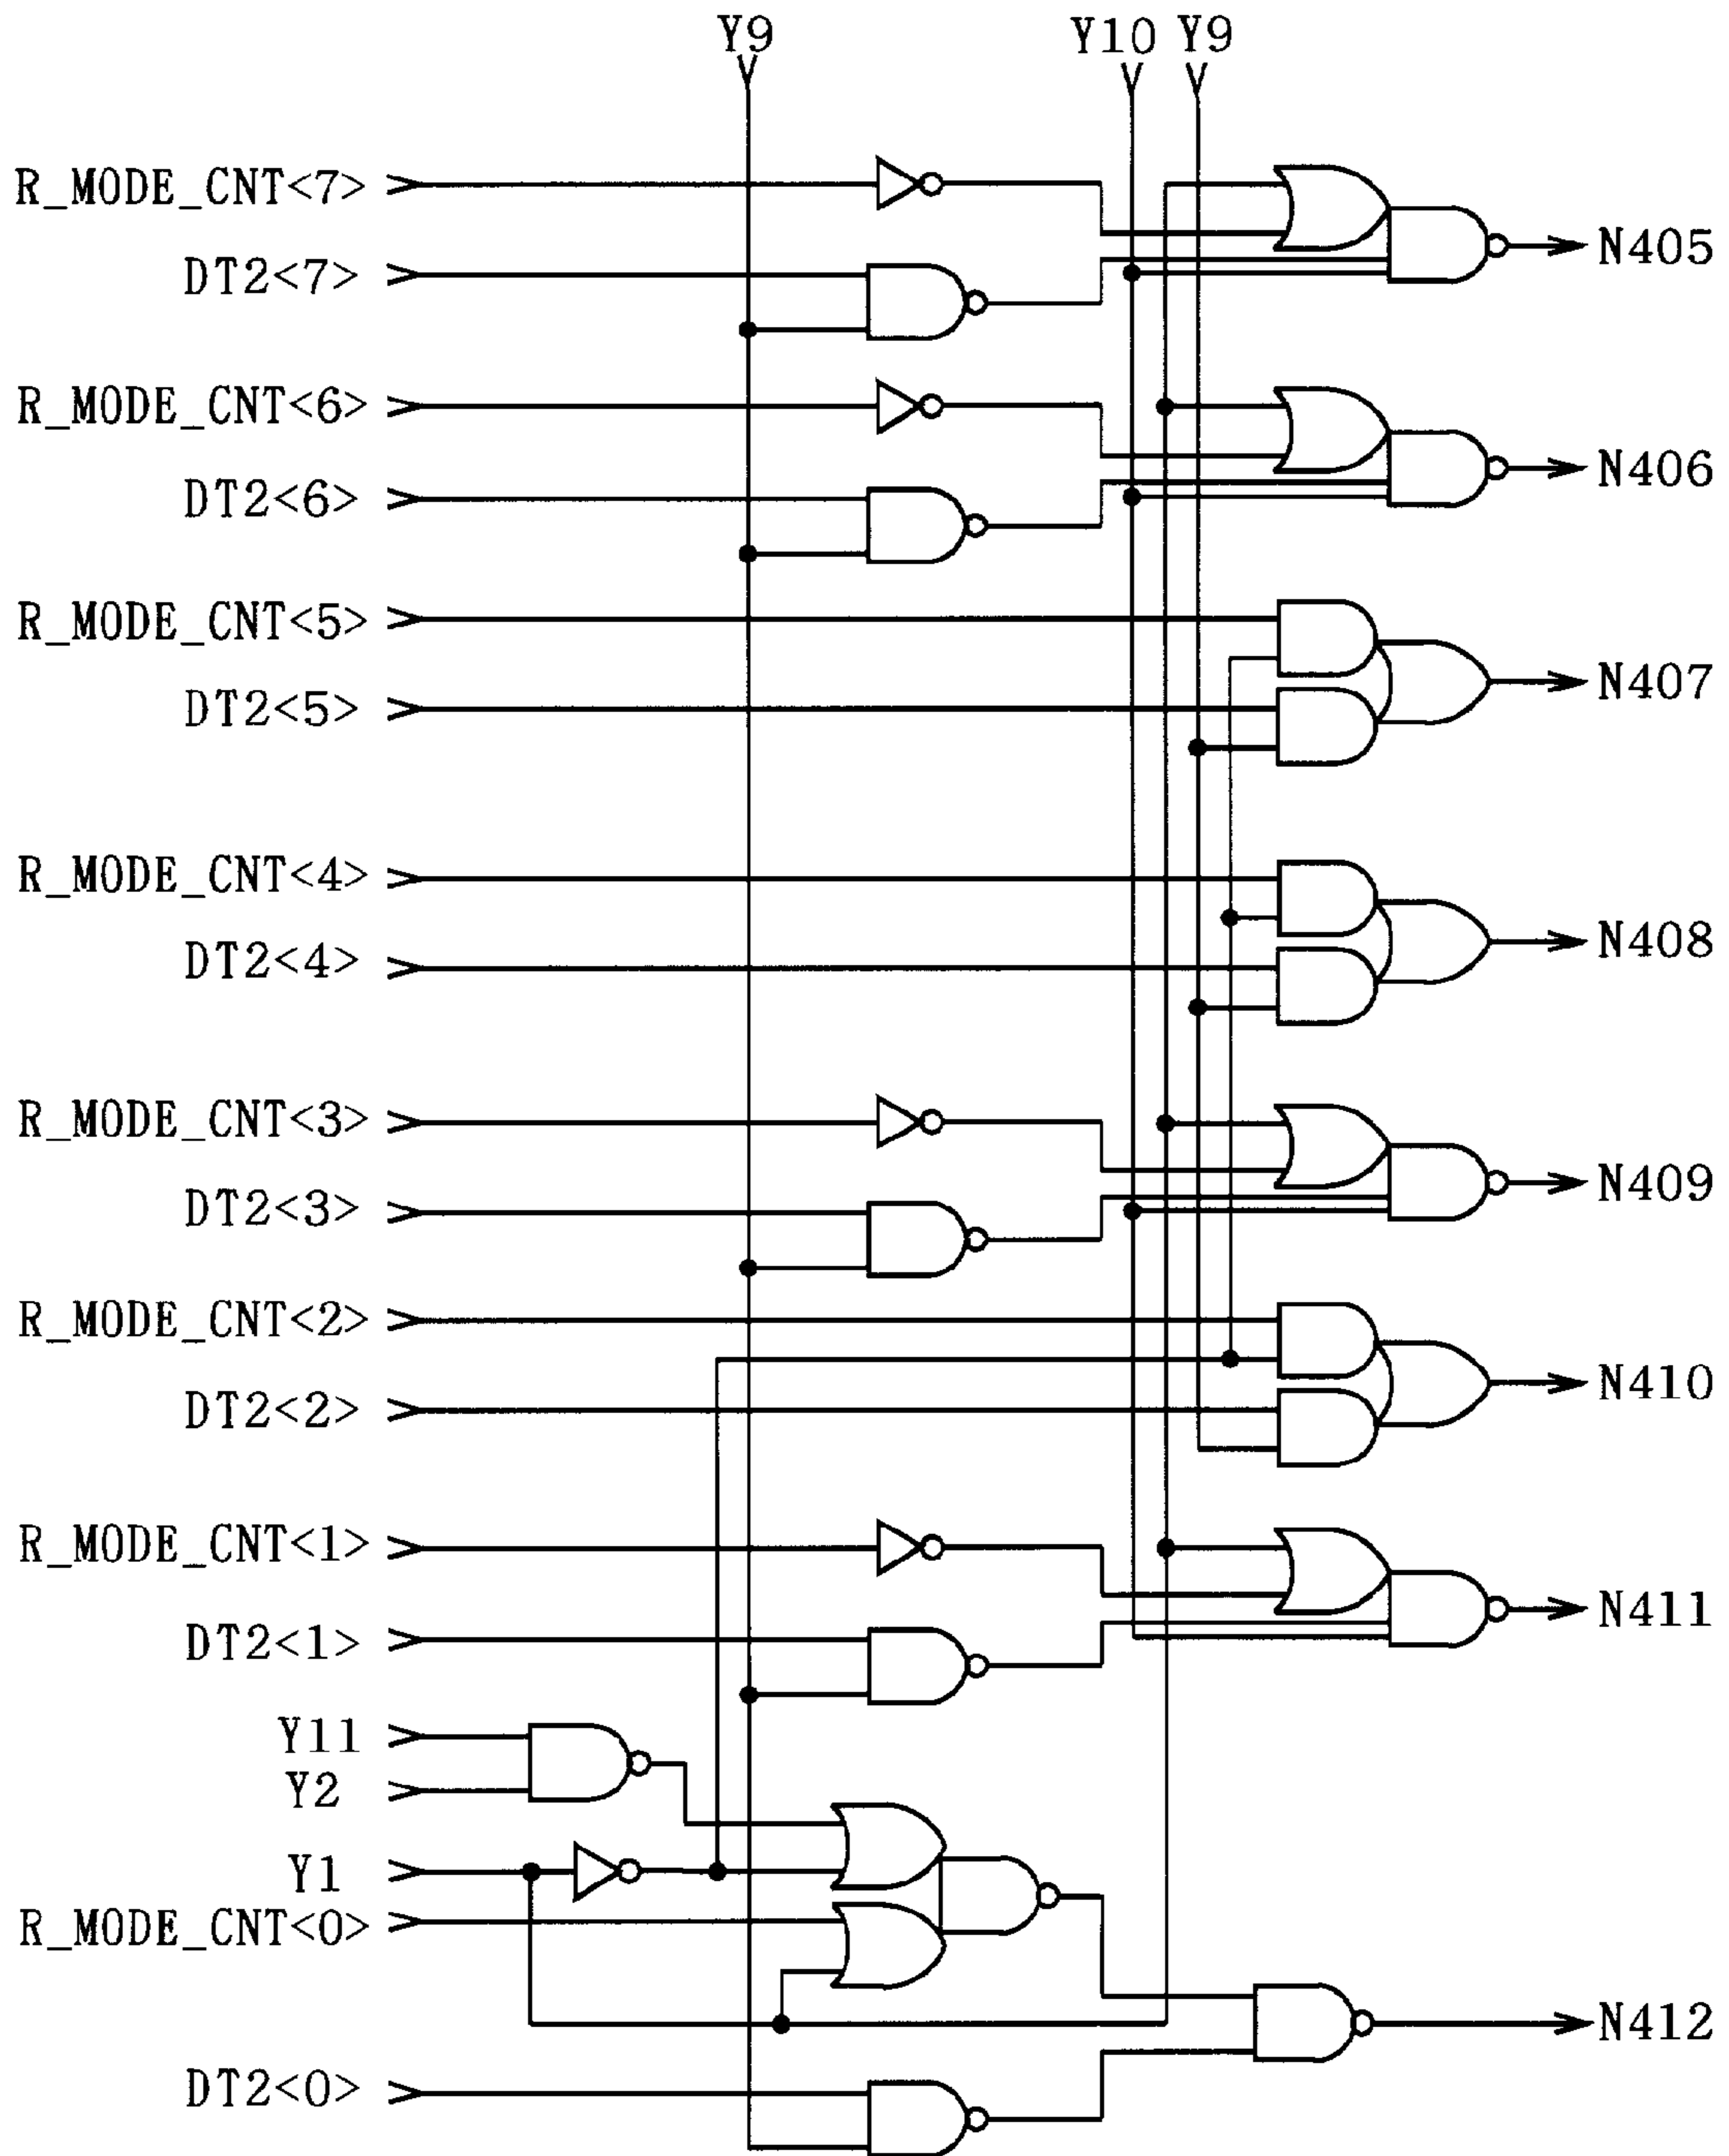 Y9 Y10 Y9
R_MODE_CNT<7>
N405
DT2<7>
R_MODE_CNT<6>
N406
DT2<6>
R_MODE_CNT<5>
N407
DT2<5>
R_MODE_CNT<4>
N408
DT2<4>
R_MODE_CNT<3>
N409
DT2<3>
R_MODE_CNT<2>
N410
DT2<2>
R_MODE_CNT<1>
N411
DT2<1>
Y11
Y2
Y1
R_MODE_CNT<0>
N412
DT2<0>